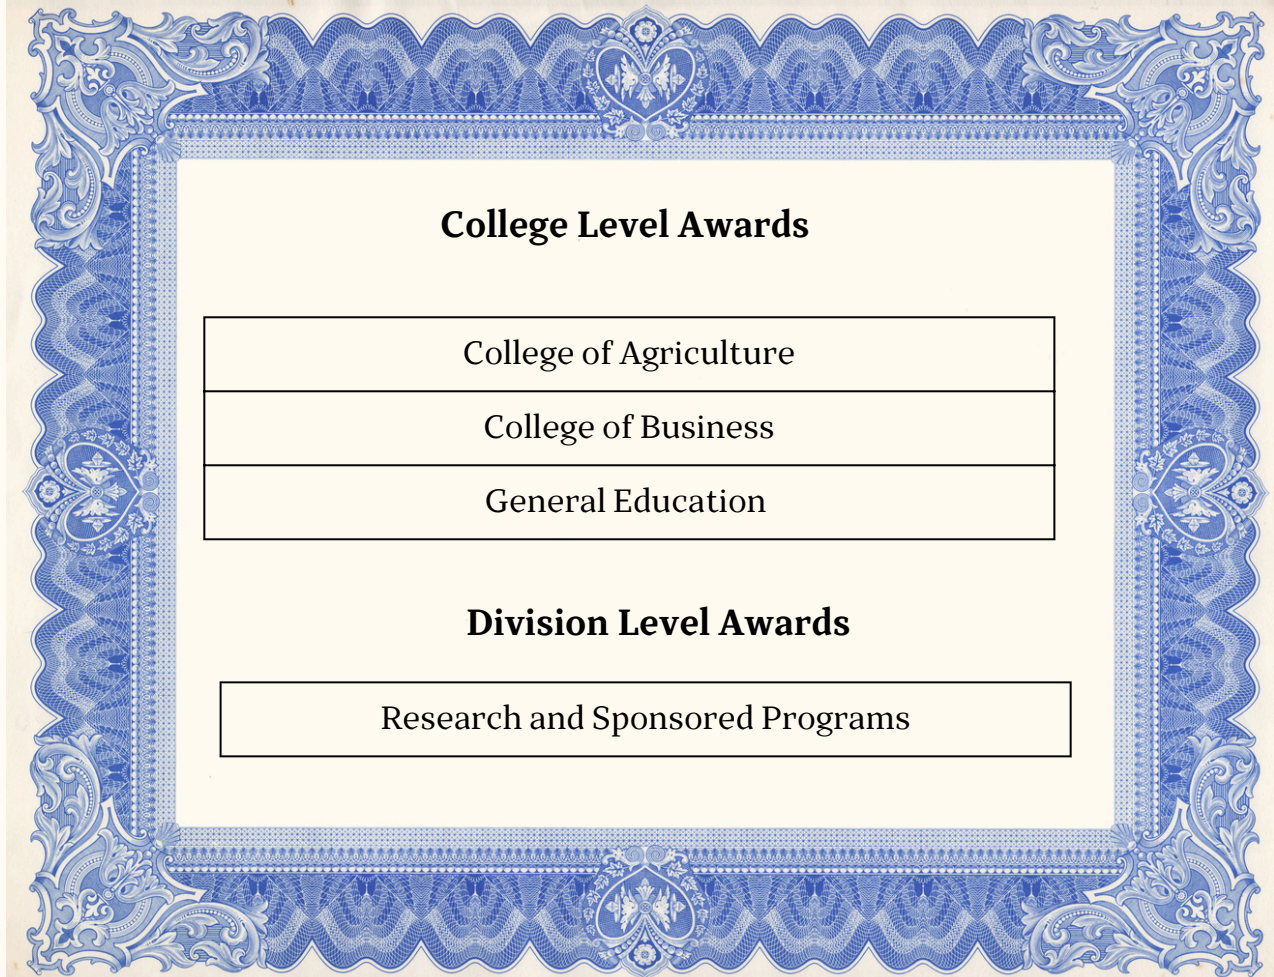 College Level Awards
College of Agriculture
College of Business
General Education
Division Level Awards
Research and Sponsored Programs